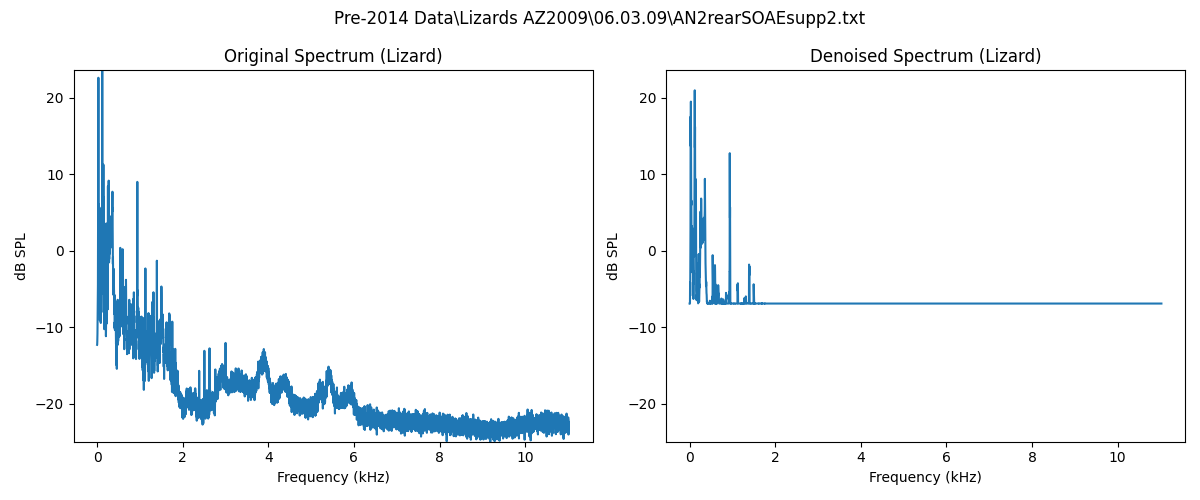 Pre-2014 Data\Lizards AZ2009\06.03.09\AN2rearSOAEsupp2.txt
Original Spectrum (Lizard)
Denoised Spectrum (Lizard)
20
10
0
−10
−20
dB SPL
0 2 4 6 8 10
Frequency (kHz)
20
10
0
−10
−20
dB SPL
0 2 4 6 8 10
Frequency (kHz)